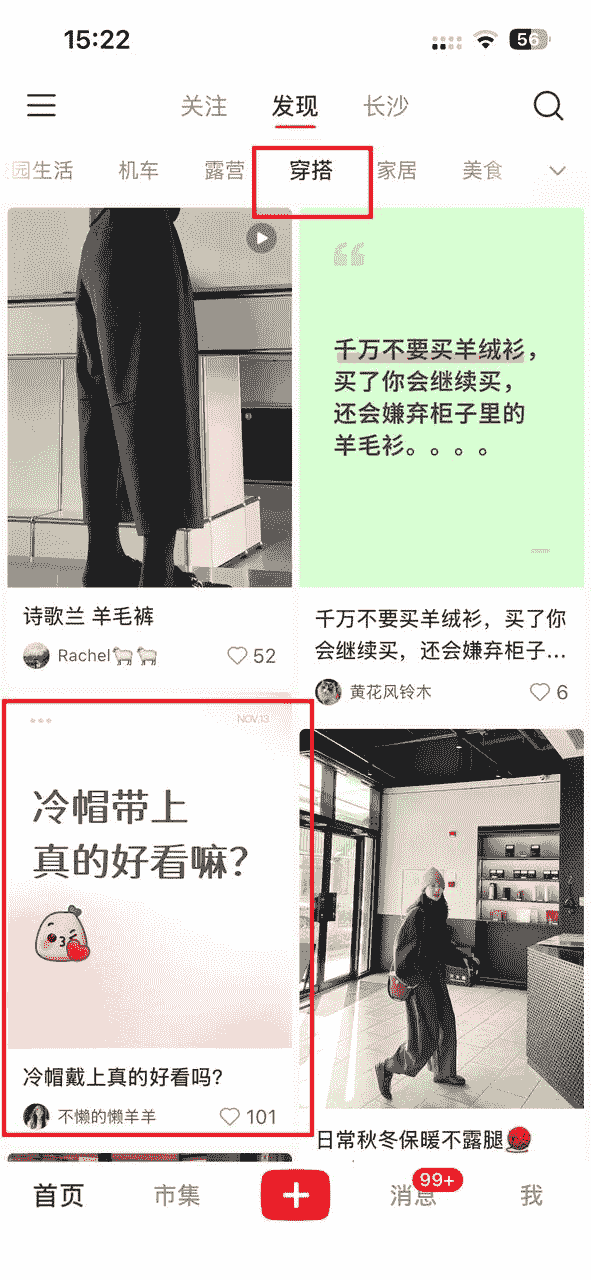 15:22
56
关注
发现
长沙
园生活
机车
露营
穿搭
家居
美食
千万不要买羊绒衫，
买了你会继续买，
还会嫌弃柜子里的
羊毛衫。。。。
诗歌兰 羊毛裤
Rachel
52
千万不要买羊绒衫，买了你
会继续买，还会嫌弃柜子...
黄花风铃木
6
NOV.13
冷帽带上
真的好看嘛?
冷帽戴上真的好看吗?
不懒的懒羊羊
101
日常秋冬保暖不露腿
首页
市集
消息
99+
我